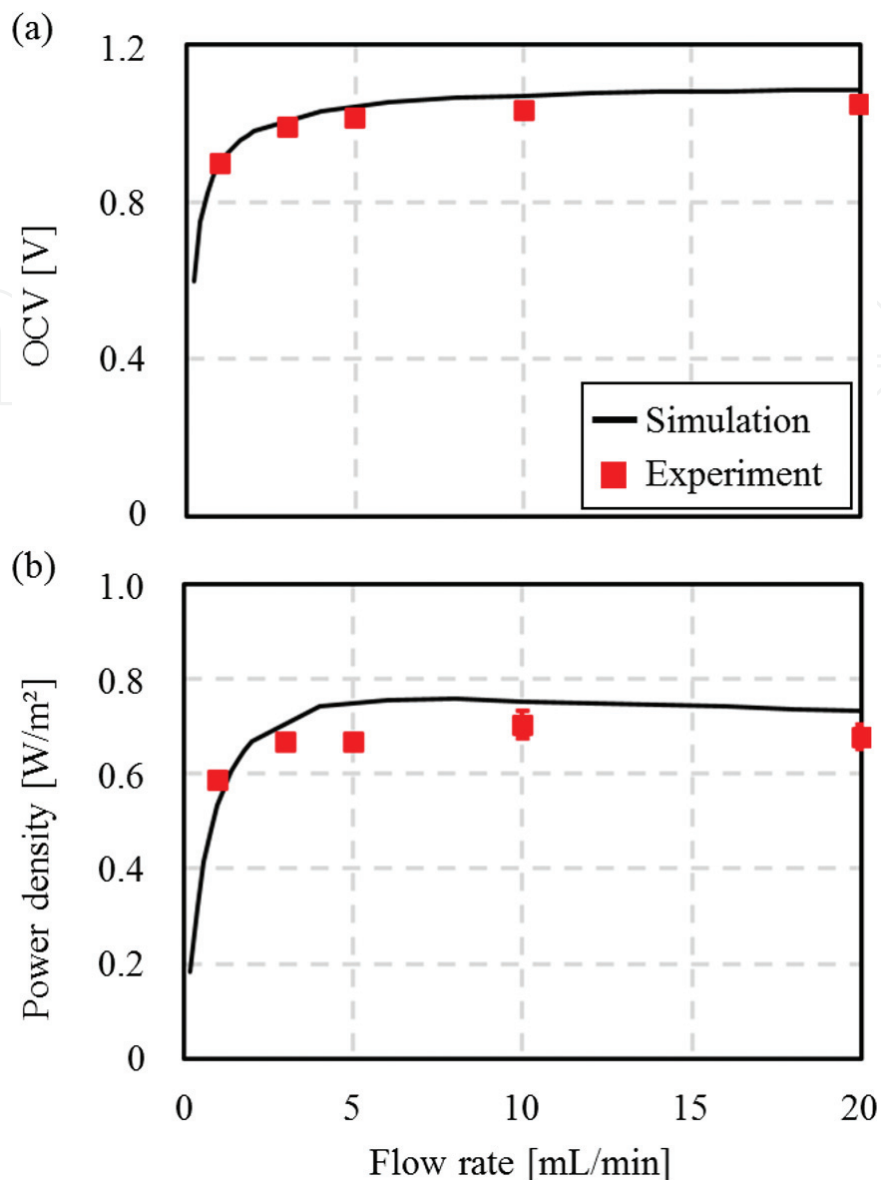 (a)
1.2
0.8
0.4
0
OCV [V]
Simulation
Experiment
(b)
1.0
0.8
0.6
0.4
0.2
0
Power density [W/m²]
0 5 10 15 20
Flow rate [mL/min]